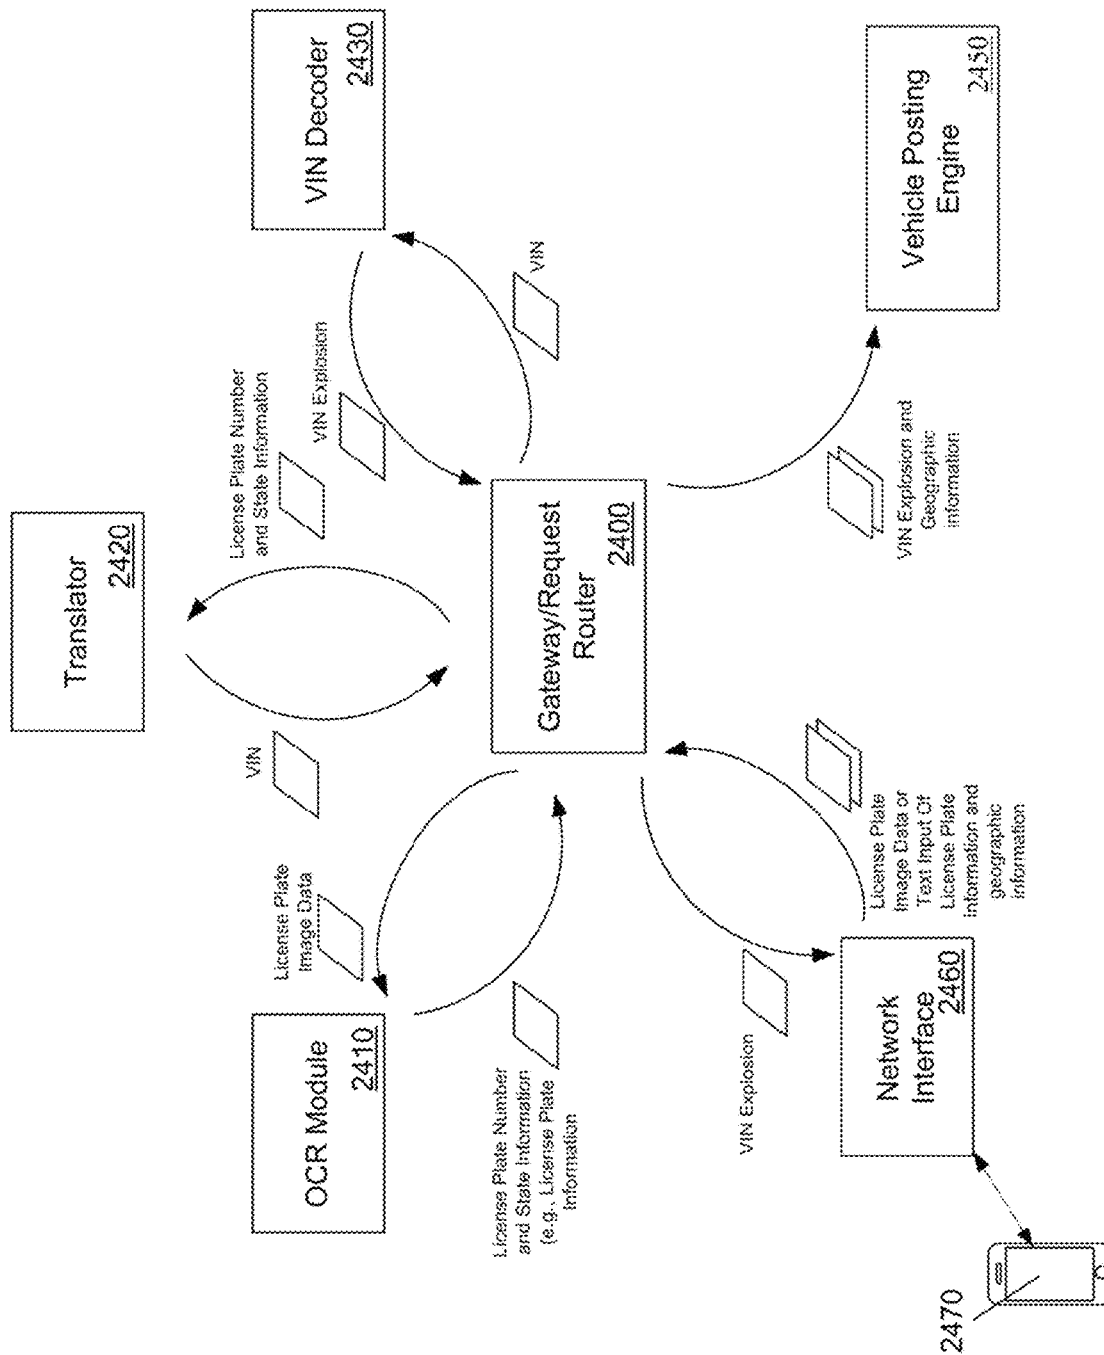 Translator
2420
License Plate Number
and State Information
VIN
OCR Module
2410
License Plate
Image Data
License Plate Number
and State Information
(e.g., License Plate
Information
VIN Decoder
2430
VIN Explosion
VIN
Gateway/Request
Router
2400
Network
Interface
2460
VIN Explosion
License Plate
Image Data or
Text Input Of
License Plate
information and
geographic
information
Vehicle Posting
Engine
2450
VIN Explosion and
Geographic
information
2470